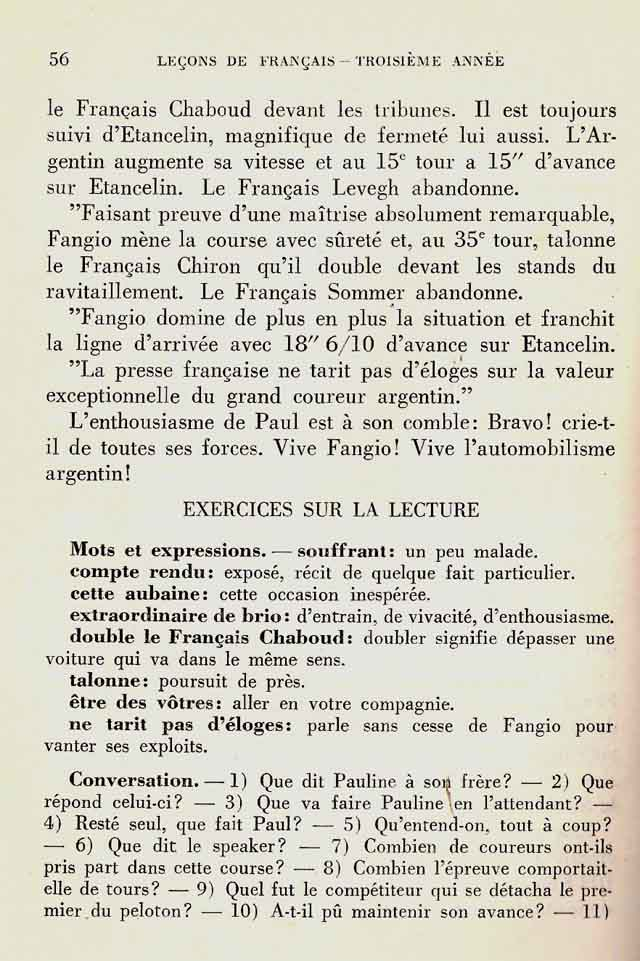 56 LEÇONS DE FRANÇAIS — TROISIÈME ANNÉE
le Français Chaboud devant les tribunes. Il est toujours
suivi d'Etancelin, magnifique de fermeté lui aussi. L'Ar-
gentin augmente sa vitesse et au 15e tour a 15″ d'avance
sur Etancelin. Le Français Levegh abandonne.
"Faisant preuve d'une maîtrise absolument remarquable,
Fangio mène la course avec sûreté et, au 35e tour, talonne
le Français Chiron qu'il double devant les stands du
ravitaillement. Le Français Sommer abandonne.
"Fangio domine de plus en plus la situation et franchit
la ligne d'arrivée avec 18″ 6/10 d'avance sur Etancelin.
"La presse française ne tarit pas d'éloges sur la valeur
exceptionnelle du grand coureur argentin."
L'enthousiasme de Paul est à son comble: Bravo! crie-t-
il de toutes ses forces. Vive Fangio! Vive l'automobilisme
argentin!
EXERCICES SUR LA LECTURE
Mots et expressions. — souffrant: un peu malade.
compte rendu: exposé, récit de quelque fait particulier.
cette aubaine: cette occasion inespérée.
extraordinaire de brio: d'entrain, de vivacité, d'enthousiasme.
double le Français Chaboud: doubler signifie dépasser une
voiture qui va dans le même sens.
talonne: poursuit de près.
être des vôtres: aller en votre compagnie.
ne tarit pas d'éloges: parle sans cesse de Fangio pour
vanter ses exploits.
Conversation. — 1) Que dit Pauline à son frère? — 2) Que
répond celui-ci? — 3) Que va faire Pauline en l'attendant? —
4) Resté seul, que fait Paul? — 5) Qu'entend-on, tout à coup?
— 6) Que dit le speaker? — 7) Combien de coureurs ont-ils
pris part dans cette course? — 8) Combien l'épreuve comportait-
elle de tours? — 9) Quel fut le compétiteur qui se détacha le pre-
mier du peloton? — 10) A-t-il pû maintenir son avance? — 11)